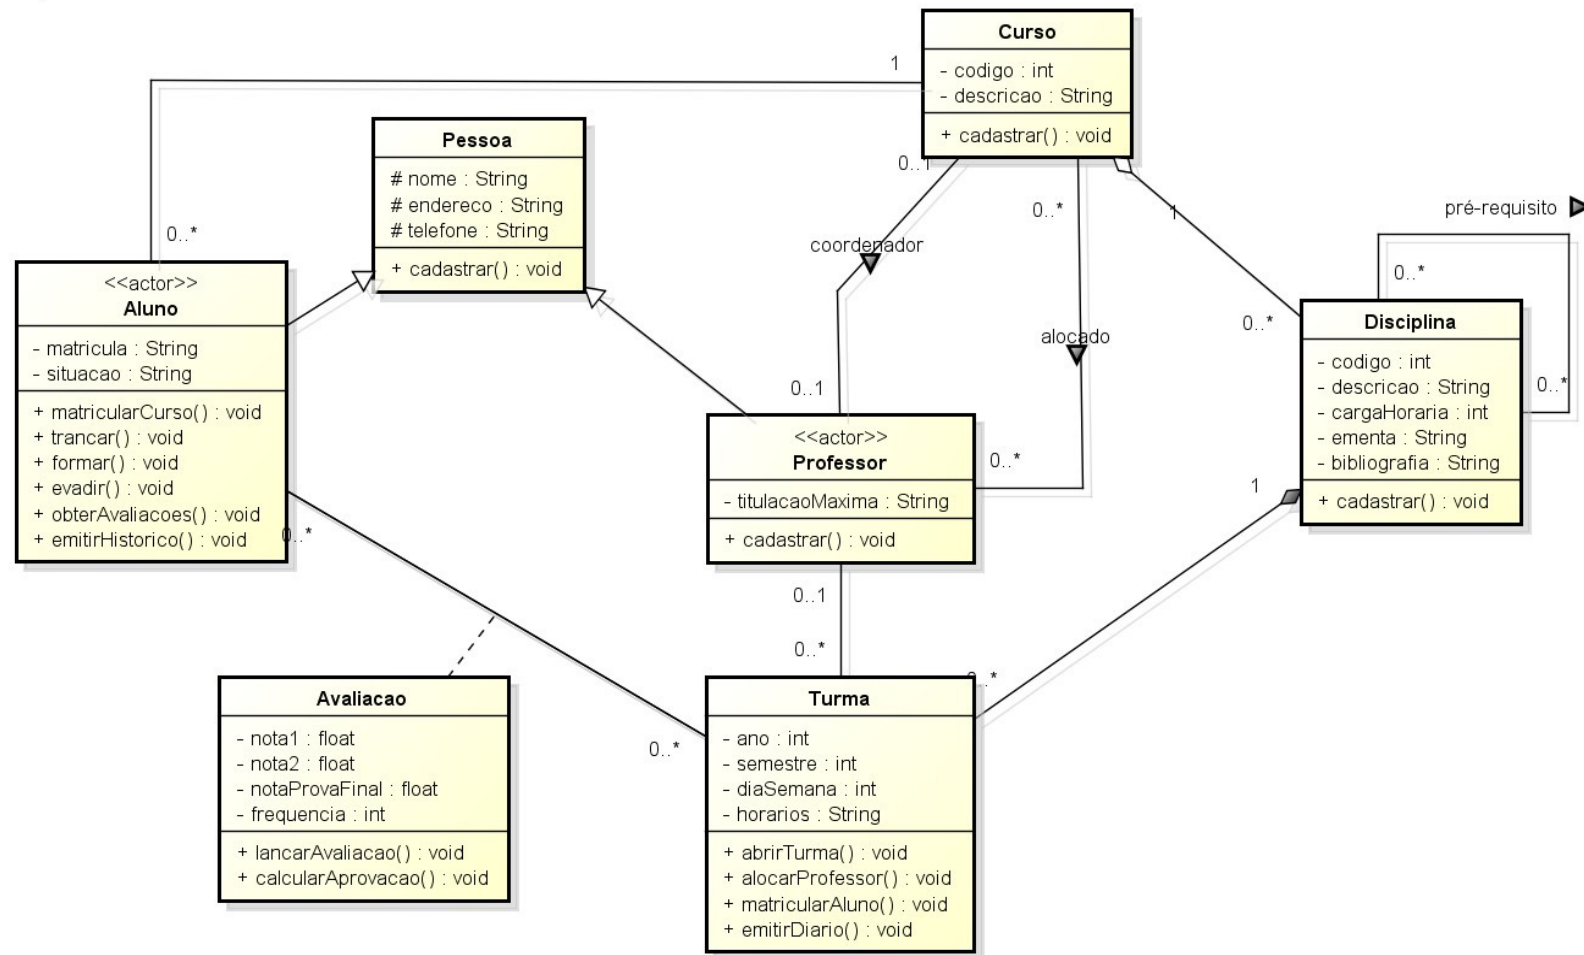 Curso
- codigo : int
- descricao : String
+ cadastrar() : void
1
0..*
Pessoa
# nome : String
# endereco : String
# telefone : String
+ cadastrar() : void
0..1
coordenador
0..1
0..*
alocado
0..*
1
0..*
pré-requisito
0..*
0..*
<<actor>>
Aluno
- matricula : String
- situacao : String
+ matricularCurso() : void
+ trancar() : void
+ formar() : void
+ evadir() : void
+ obterAvaliacoes() : void
+ emitirHistorico() : void
0..*
<<actor>>
Professor
- titulacaoMaxima : String
+ cadastrar() : void
0..1
0..*
Disciplina
- codigo : int
- descricao : String
- cargaHoraria : int
- ementa : String
- bibliografia : String
+ cadastrar() : void
1
0..*
Avaliacao
- nota1 : float
- nota2 : float
- notaProvaFinal : float
- frequencia : int
+ lancarAvaliacao() : void
+ calcularAprovacao() : void
0..*
Turma
- ano : int
- semestre : int
- diaSemana : int
- horarios : String
+ abrirTurma() : void
+ alocarProfessor() : void
+ matricularAluno() : void
+ emitirDiario() : void